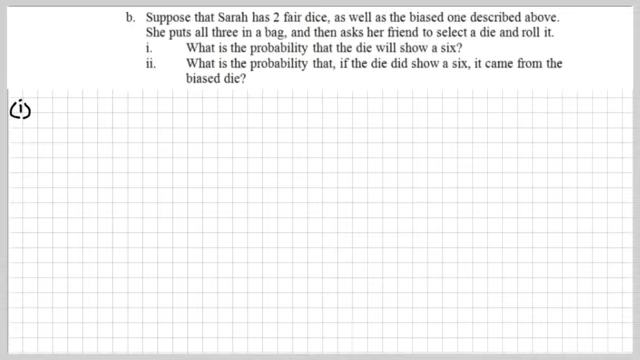 b. Suppose that Sarah has 2 fair dice, as well as the biased one described above.
She puts all three in a bag, and then asks her friend to select a die and roll it.
i. What is the probability that the die will show a six?
ii. What is the probability that, if the die did show a six, it came from the
biased die?
(i)